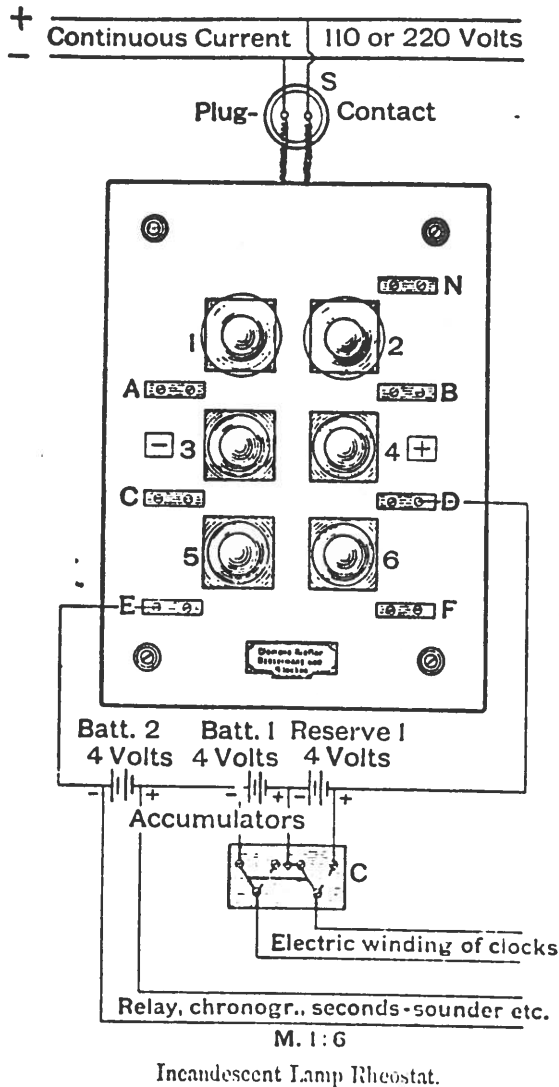 +
− Continuous Current 110 or 220 Volts
S
Plug- Contact
N
1 2
A B
− 3 4 +
C D
5 6
E F
Clemens Riefler
Batt. 2 Batt. 1 Reserve 1
4 Volts 4 Volts 4 Volts
- + - + - +
Accumulators
C
Electric winding of clocks
Relay, chronogr., seconds-sounder etc.
M. 1:6
Incandescent Lamp Rheostat.